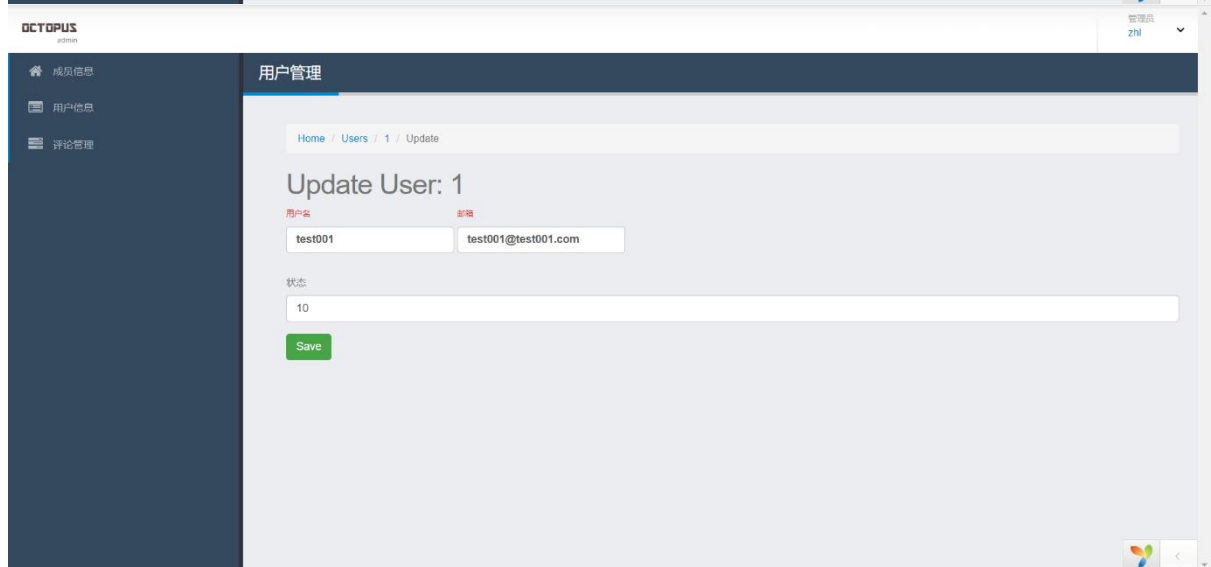 OCTOPUS
admin
管理员
zhl
成员信息
用户信息
评论管理
用户管理
Home / Users / 1 / Update
Update User: 1
用户名 邮箱
test001 test001@test001.com
状态
10
Save